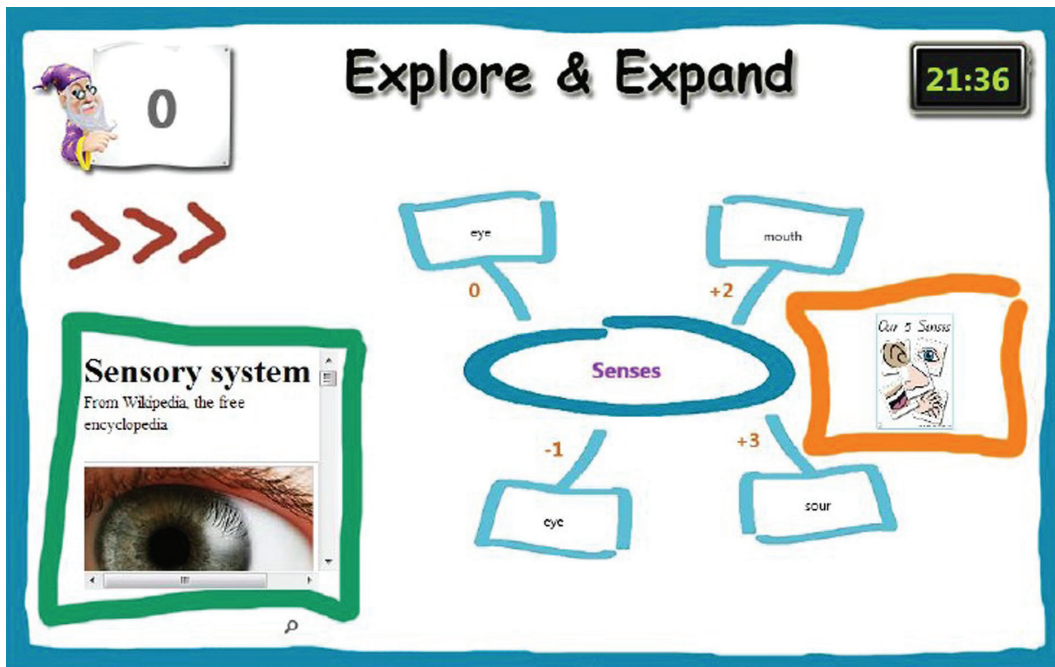 0
Explore & Expand
21:36
>>>
eye
mouth
0
+2
Our 5 Senses
Senses
Sensory system
From Wikipedia, the free
encyclopedia
-1
+3
eye
sour